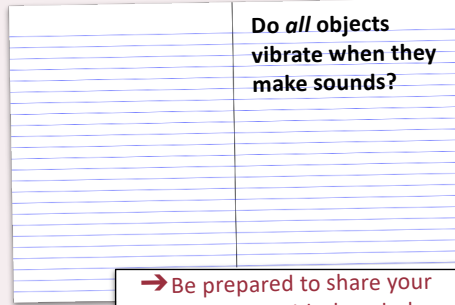 Do all objects
vibrate when they
make sounds?
➔ Be prepared to share your